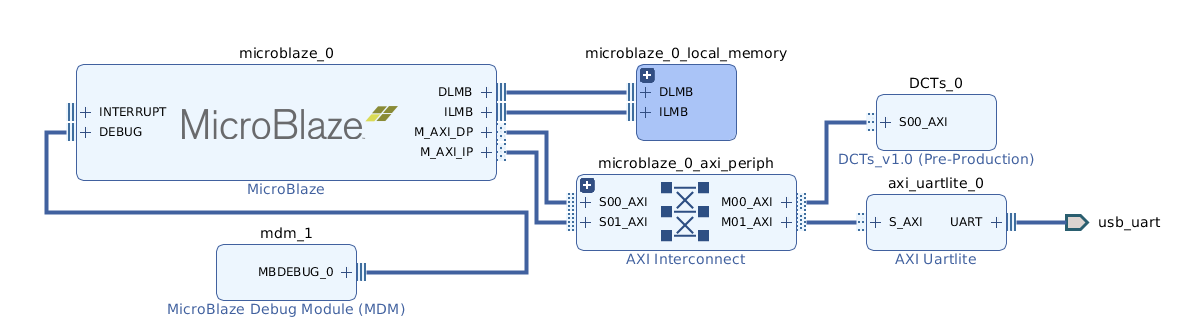 microblaze_0
INTERRUPT
DEBUG
MicroBlaze
DLMB
ILMB
M_AXI_DP
M_AXI_IP
MicroBlaze
microblaze_0_local_memory
DLMB
ILMB
DCTs_0
S00_AXI
DCTs_v1.0 (Pre-Production)
microblaze_0_axi_periph
S00_AXI
S01_AXI
M00_AXI
M01_AXI
AXI Interconnect
axi_uartlite_0
S_AXI
UART
AXI Uartlite
usb_uart
mdm_1
MBDEBUG_0
MicroBlaze Debug Module (MDM)